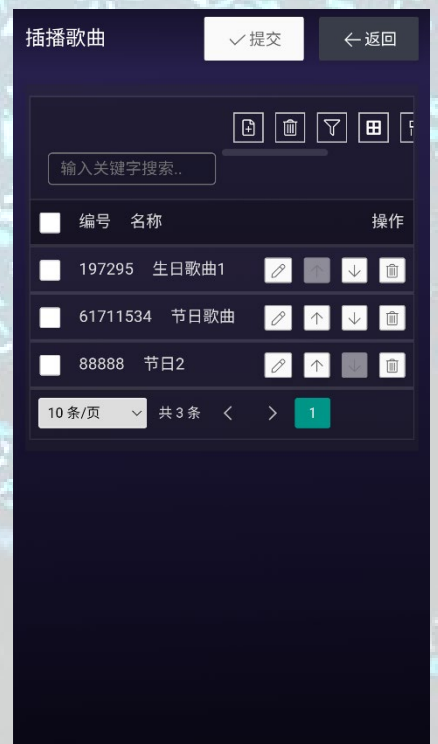 插播歌曲 提交 返回
输入关键字搜索..
编号 名称 操作
197295 生日歌曲1
61711534 节日歌曲
88888 节日2
10 条/页 共 3 条 1